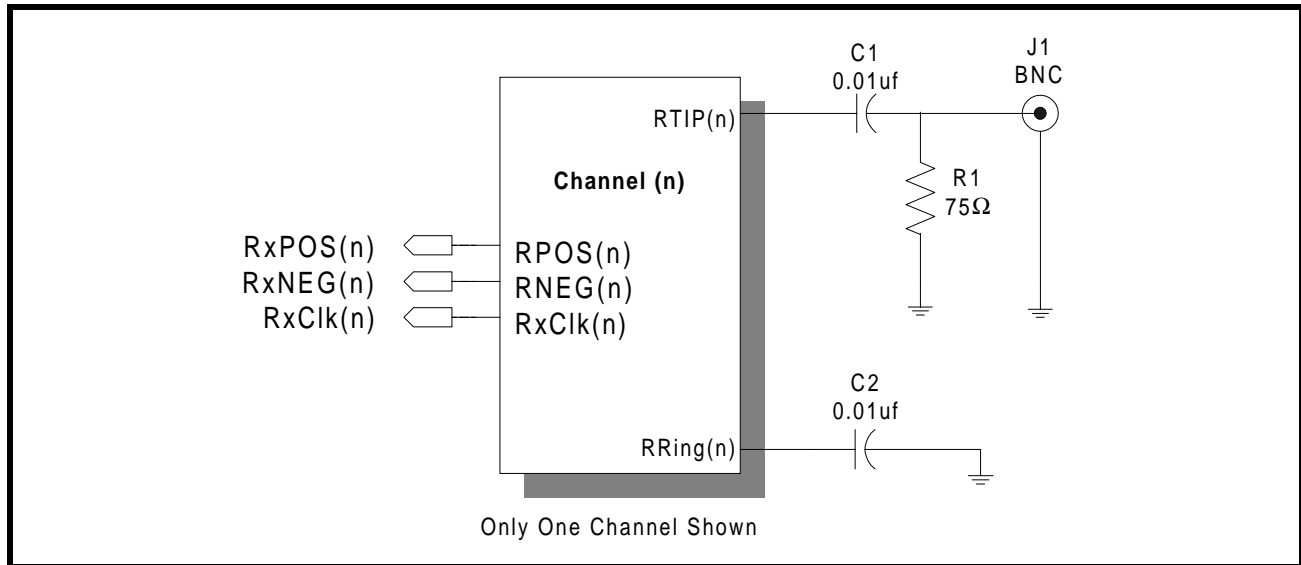 J1
BNC
C1
0.01uf
RTIP(n)
Channel (n)
R1
75Ω
RxPOS(n)
RPOS(n)
RxNEG(n)
RNEG(n)
RxClk(n)
RxClk(n)
C2
0.01uf
RRing(n)
Only One Channel Shown